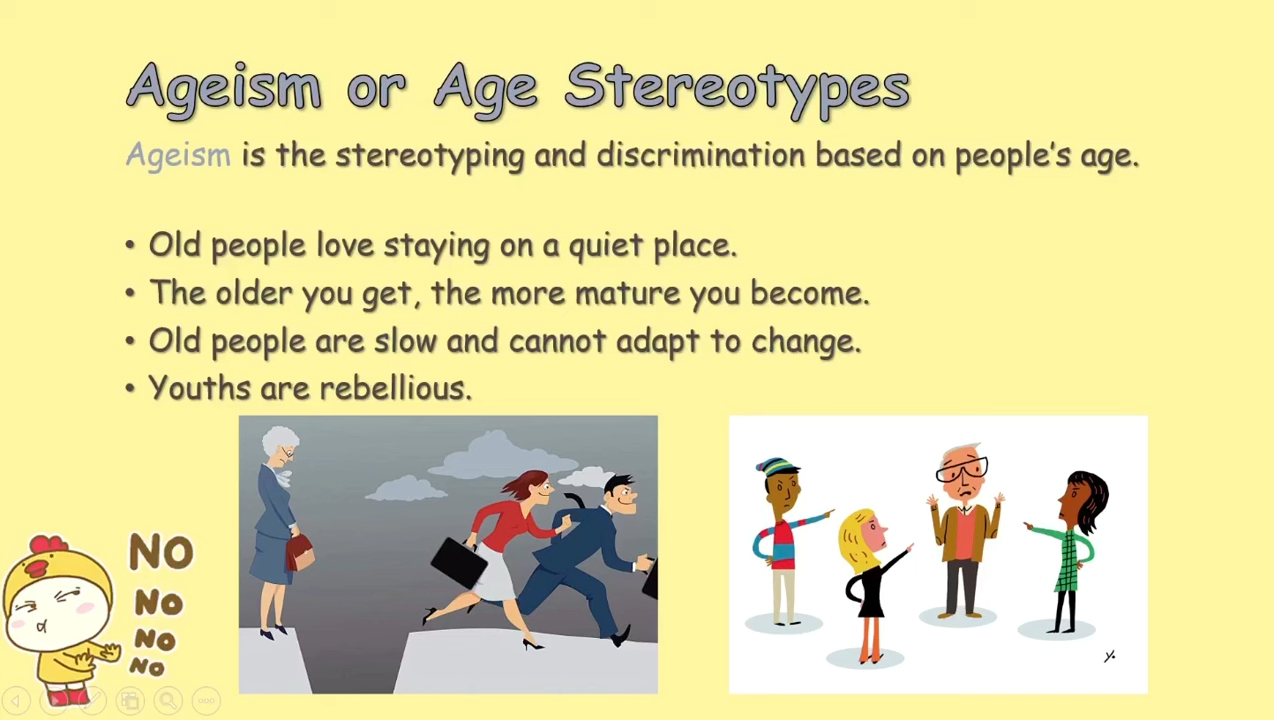 Ageism or Age Stereotypes
Ageism is the stereotyping and discrimination based on people's age.
• Old people love staying on a quiet place.
• The older you get, the more mature you become.
• Old people are slow and cannot adapt to change.
• Youths are rebellious.
NO
NO
NO
NO
Y.